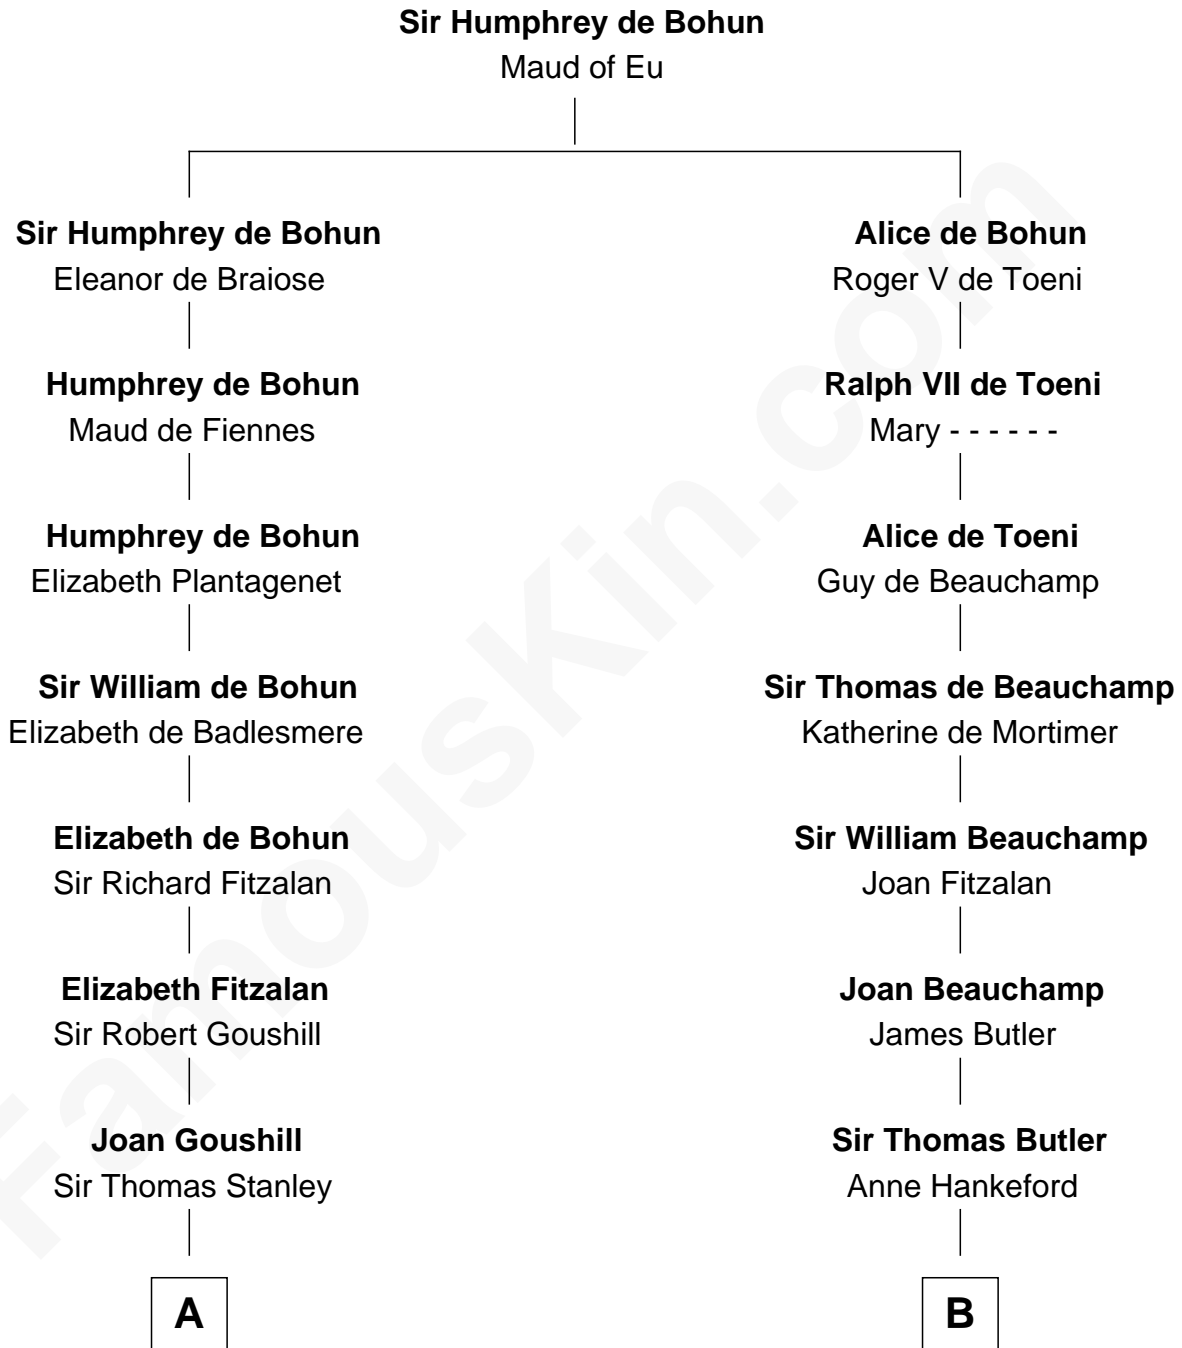 Sir Humphrey de Bohun
Maud of Eu
Sir Humphrey de Bohun
Eleanor de Braiose
Alice de Bohun
Roger V de Toeni
Humphrey de Bohun
Maud de Fiennes
Ralph VII de Toeni
Mary - - - - - -
Humphrey de Bohun
Elizabeth Plantagenet
Alice de Toeni
Guy de Beauchamp
Sir William de Bohun
Elizabeth de Badlesmere
Sir Thomas de Beauchamp
Katherine de Mortimer
Elizabeth de Bohun
Sir Richard Fitzalan
Sir William Beauchamp
Joan Fitzalan
Elizabeth Fitzalan
Sir Robert Goushill
Joan Beauchamp
James Butler
Joan Goushill
Sir Thomas Stanley
Sir Thomas Butler
Anne Hankeford
A
B
FamousKin.com